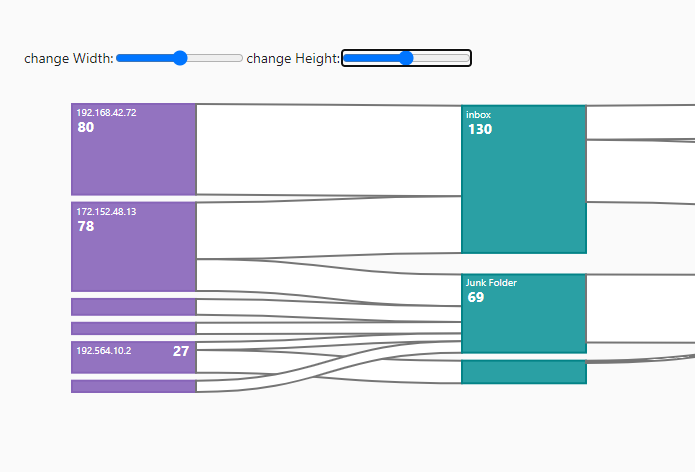 change Width: change Height:
192.168.42.72
80
inbox
130
172.152.48.13
78
Junk Folder
69
192.564.10.2 27